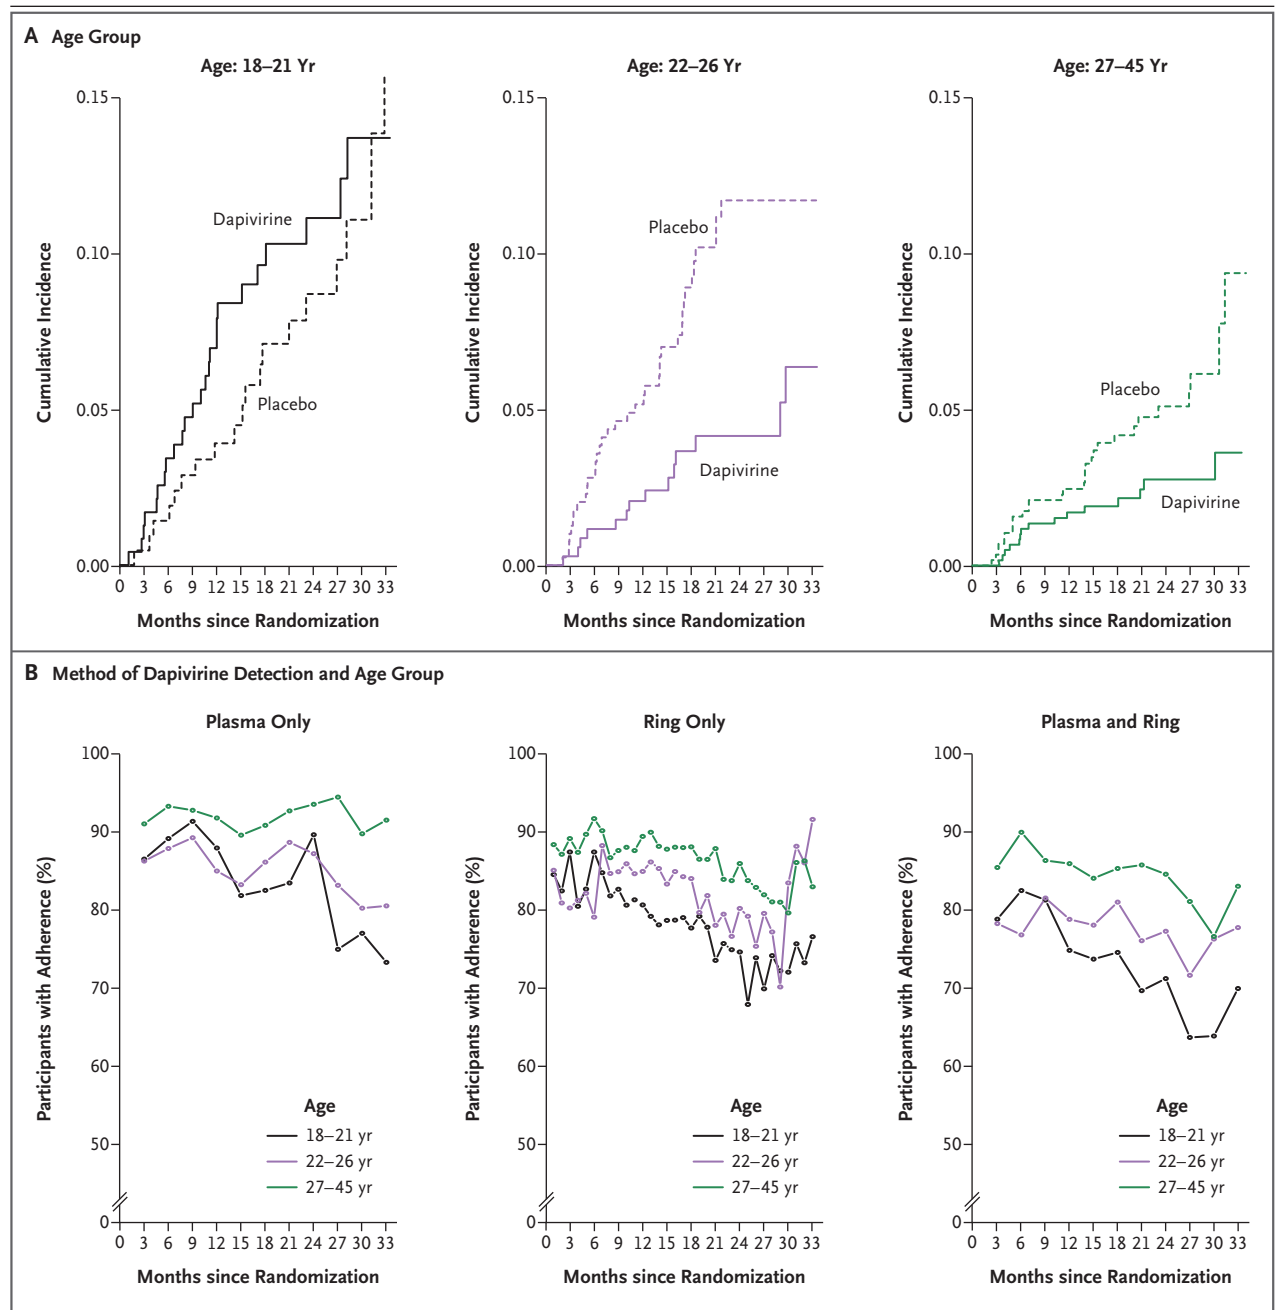 A Age Group
Age: 18–21 Yr
Cumulative Incidence
0.15
0.10
0.05
0.00
Dapivirine
Placebo
0 3 6 9 12 15 18 21 24 27 30 33
Months since Randomization
Age: 22–26 Yr
Cumulative Incidence
0.15
0.10
0.05
0.00
Placebo
Dapivirine
0 3 6 9 12 15 18 21 24 27 30 33
Months since Randomization
Age: 27–45 Yr
Cumulative Incidence
0.15
0.10
0.05
0.00
Placebo
Dapivirine
0 3 6 9 12 15 18 21 24 27 30 33
Months since Randomization
B Method of Dapivirine Detection and Age Group
Plasma Only
Participants with Adherence (%)
100
90
80
70
60
50
0
Age
18–21 yr
22–26 yr
27–45 yr
0 3 6 9 12 15 18 21 24 27 30 33
Months since Randomization
Ring Only
Participants with Adherence (%)
100
90
80
70
60
50
0
Age
18–21 yr
22–26 yr
27–45 yr
0 3 6 9 12 15 18 21 24 27 30 33
Months since Randomization
Plasma and Ring
Participants with Adherence (%)
100
90
80
70
60
50
0
Age
18–21 yr
22–26 yr
27–45 yr
0 3 6 9 12 15 18 21 24 27 30 33
Months since Randomization